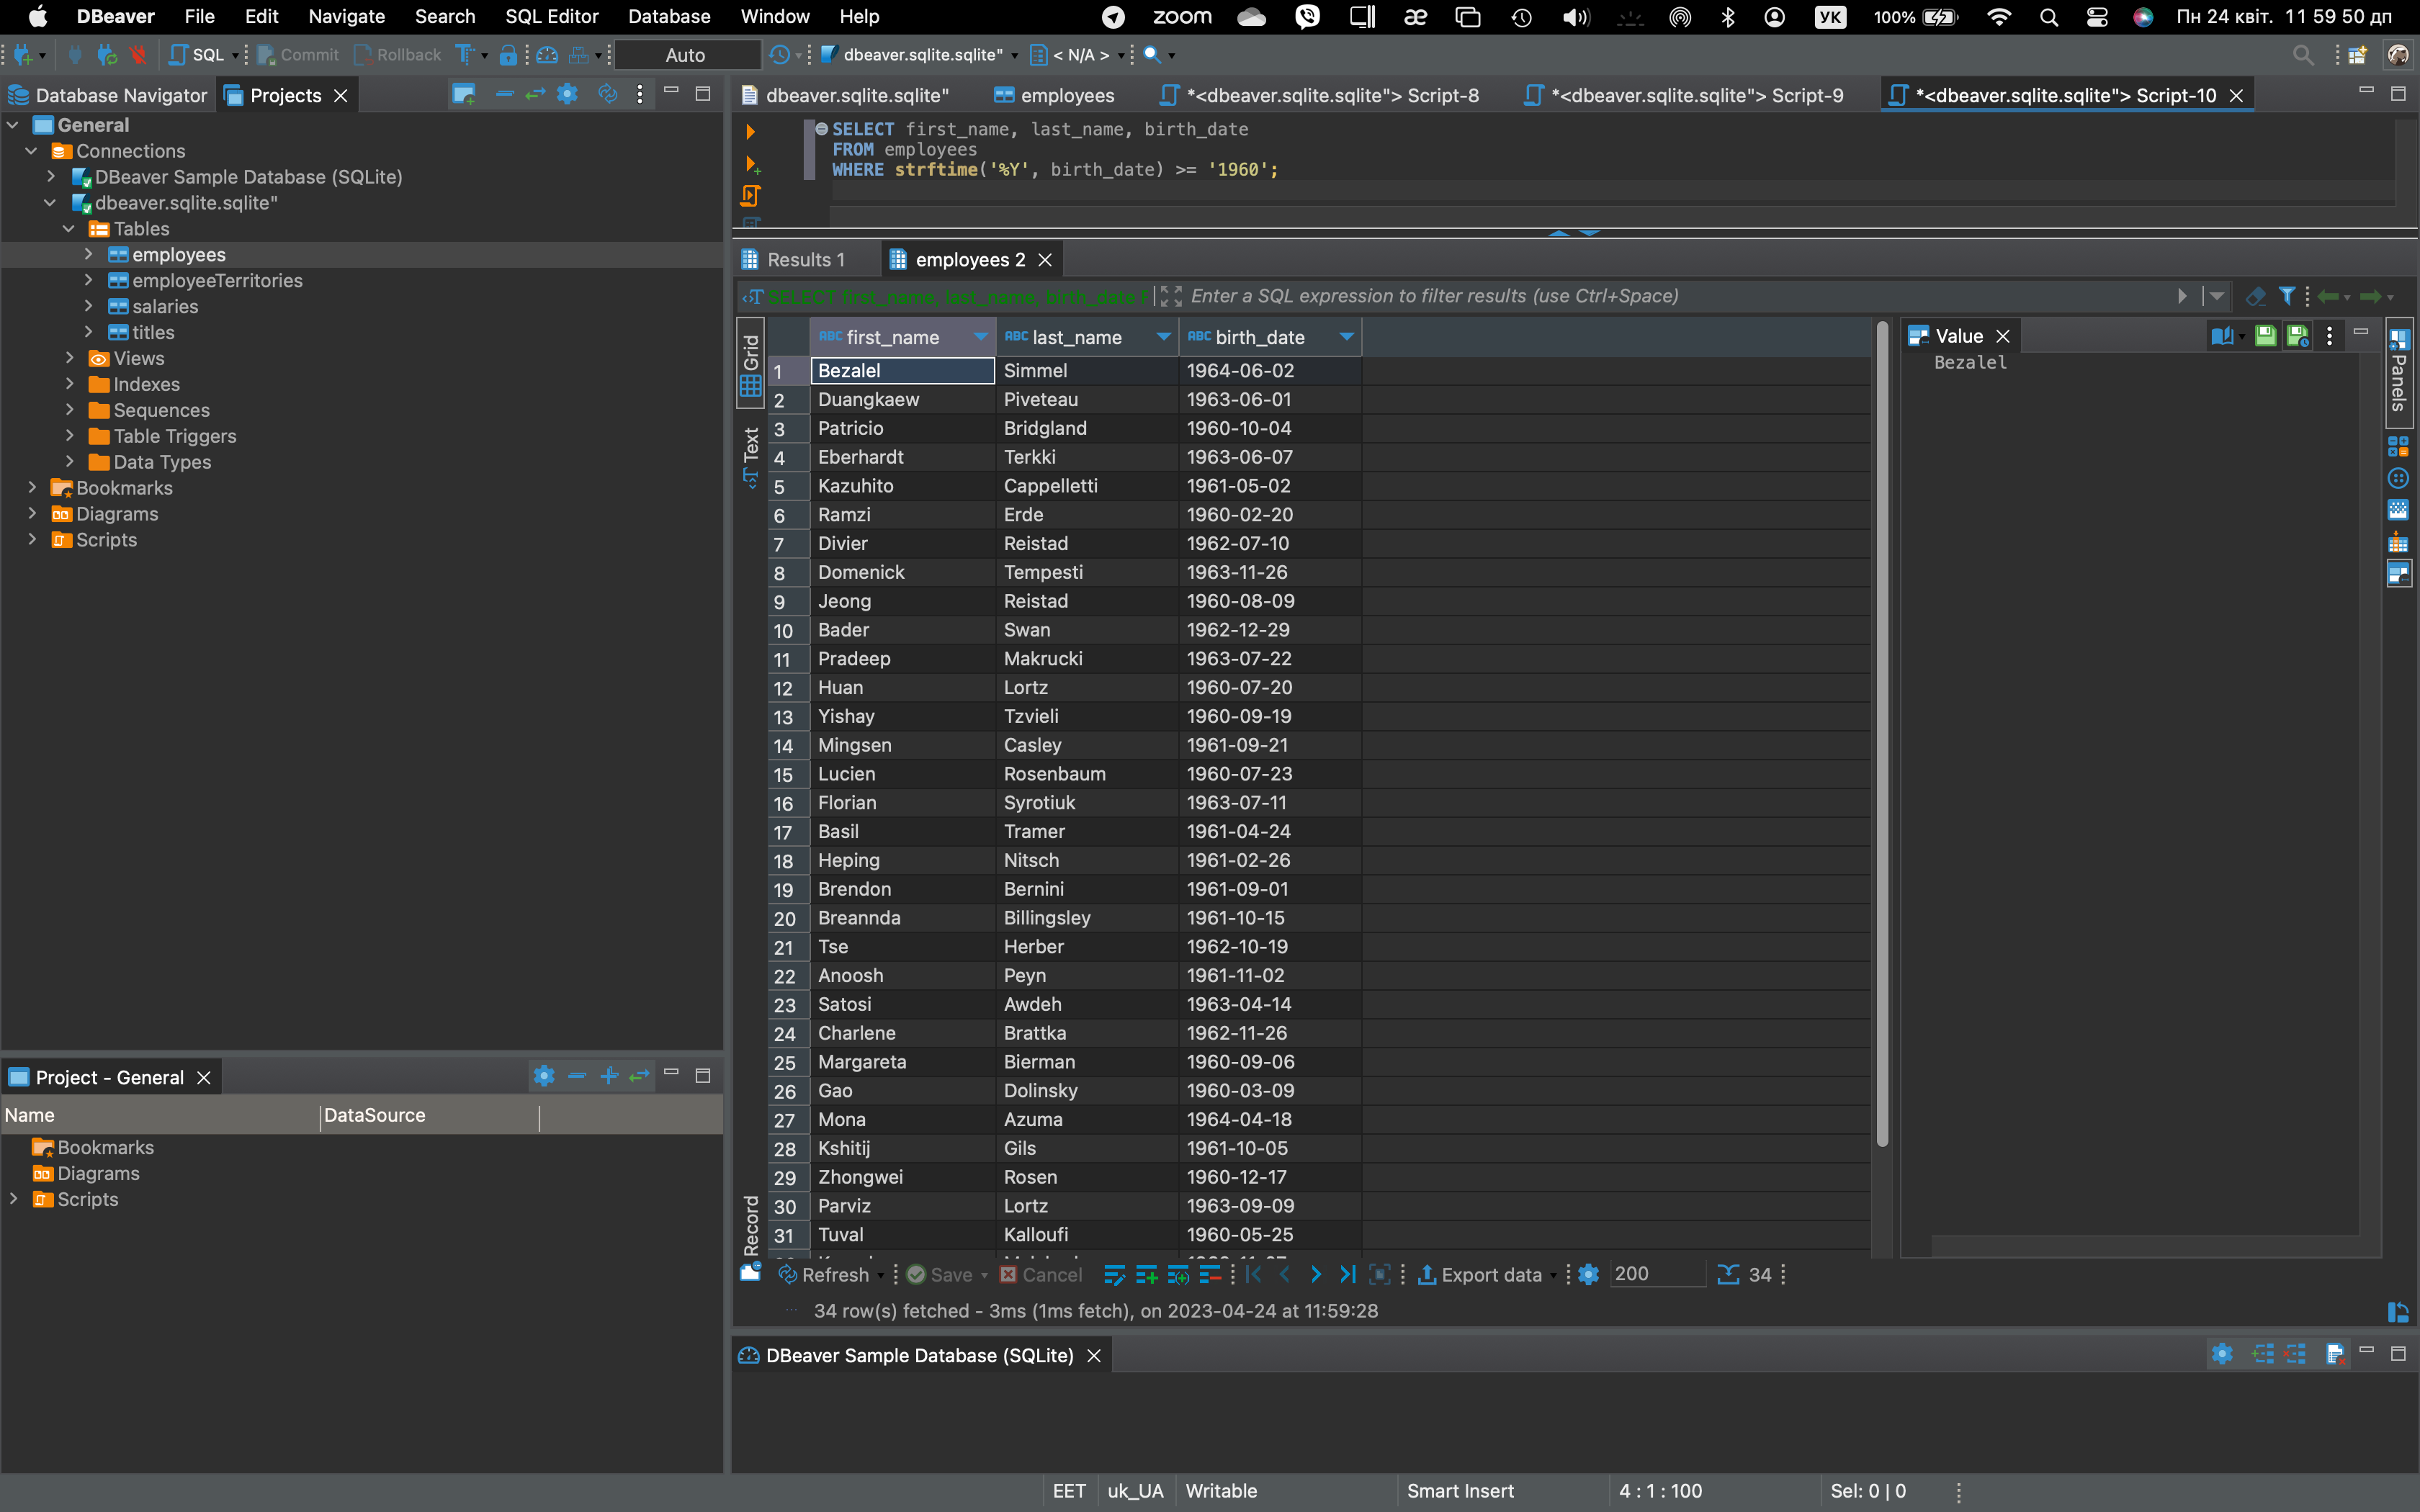 DBeaver File Edit Navigate Search SQL Editor Database Window Help zoom æ УК 100% Пн 24 квіт. 11 59 50 дп
SQL Commit Rollback Auto dbeaver.sqlite.sqlite" < N/A >
Database Navigator Projects
General
Connections
DBeaver Sample Database (SQLite)
dbeaver.sqlite.sqlite"
Tables
employees
employeeTerritories
salaries
titles
Views
Indexes
Sequences
Table Triggers
Data Types
Bookmarks
Diagrams
Scripts
Project - General
Name DataSource
Bookmarks
Diagrams
Scripts
dbeaver.sqlite.sqlite" employees *<dbeaver.sqlite.sqlite"> Script-8 *<dbeaver.sqlite.sqlite"> Script-9 *<dbeaver.sqlite.sqlite"> Script-10
SELECT first_name, last_name, birth_date
FROM employees
WHERE strftime('%Y', birth_date) >= '1960';
Results 1 employees 2
SELECT first_name, last_name, birth_date F Enter a SQL expression to filter results (use Ctrl+Space)
Grid
Text
Record
ABC first_name ABC last_name ABC birth_date
1 Bezalel Simmel 1964-06-02
2 Duangkaew Piveteau 1963-06-01
3 Patricio Bridgland 1960-10-04
4 Eberhardt Terkki 1963-06-07
5 Kazuhito Cappelletti 1961-05-02
6 Ramzi Erde 1960-02-20
7 Divier Reistad 1962-07-10
8 Domenick Tempesti 1963-11-26
9 Jeong Reistad 1960-08-09
10 Bader Swan 1962-12-29
11 Pradeep Makrucki 1963-07-22
12 Huan Lortz 1960-07-20
13 Yishay Tzvieli 1960-09-19
14 Mingsen Casley 1961-09-21
15 Lucien Rosenbaum 1960-07-23
16 Florian Syrotiuk 1963-07-11
17 Basil Tramer 1961-04-24
18 Heping Nitsch 1961-02-26
19 Brendon Bernini 1961-09-01
20 Breannda Billingsley 1961-10-15
21 Tse Herber 1962-10-19
22 Anoosh Peyn 1961-11-02
23 Satosi Awdeh 1963-04-14
24 Charlene Brattka 1962-11-26
25 Margareta Bierman 1960-09-06
26 Gao Dolinsky 1960-03-09
27 Mona Azuma 1964-04-18
28 Kshitij Gils 1961-10-05
29 Zhongwei Rosen 1960-12-17
30 Parviz Lortz 1963-09-09
31 Tuval Kalloufi 1960-05-25
Value
Bezalel
Panels
Refresh Save Cancel Export data 200 34
34 row(s) fetched - 3ms (1ms fetch), on 2023-04-24 at 11:59:28
DBeaver Sample Database (SQLite)
EET uk_UA Writable Smart Insert 4 : 1 : 100 Sel: 0 | 0